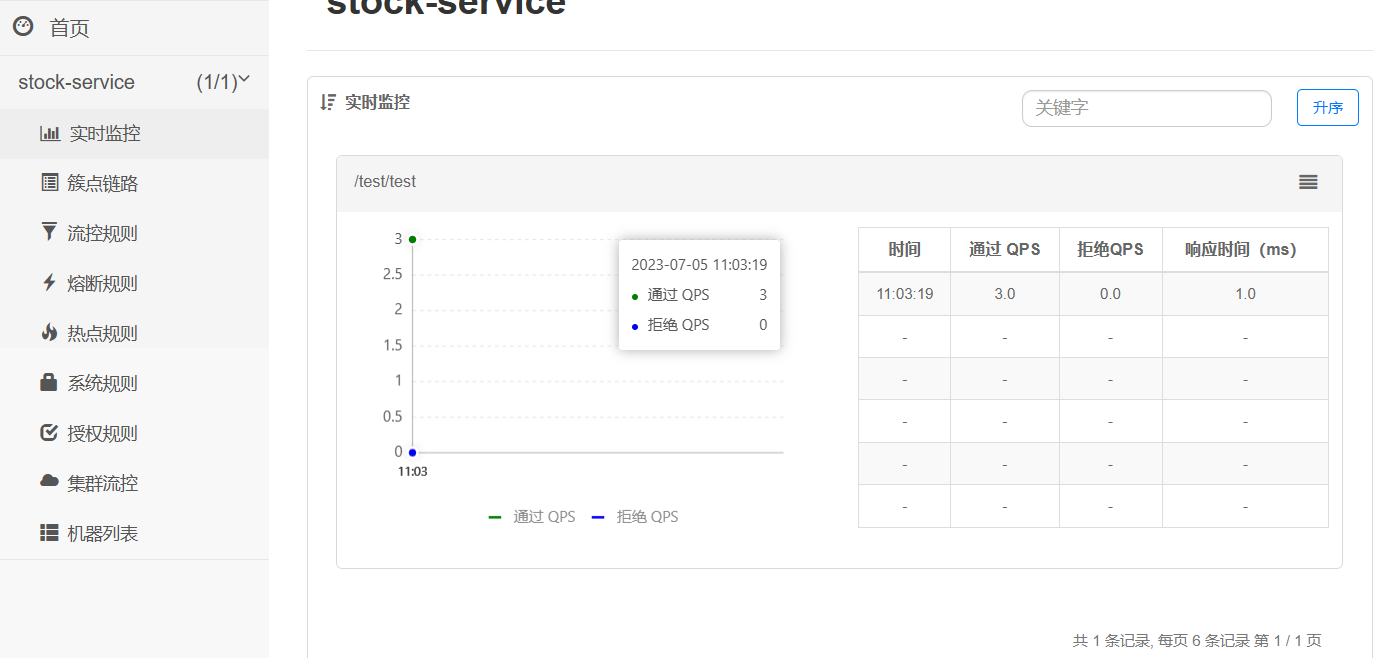 stock-service
首页
stock-service (1/1)
实时监控
簇点链路
流控规则
熔断规则
热点规则
系统规则
授权规则
集群流控
机器列表
实时监控 关键字 升序
/test/test
3
2.5
2
1.5
1
0.5
0
11:03
2023-07-05 11:03:19
通过 QPS 3
拒绝 QPS 0
通过 QPS 拒绝 QPS
时间 通过 QPS 拒绝QPS 响应时间（ms）
11:03:19 3.0 0.0 1.0
- - - -
- - - -
- - - -
- - - -
- - - -
共 1 条记录, 每页 6 条记录 第 1 / 1 页